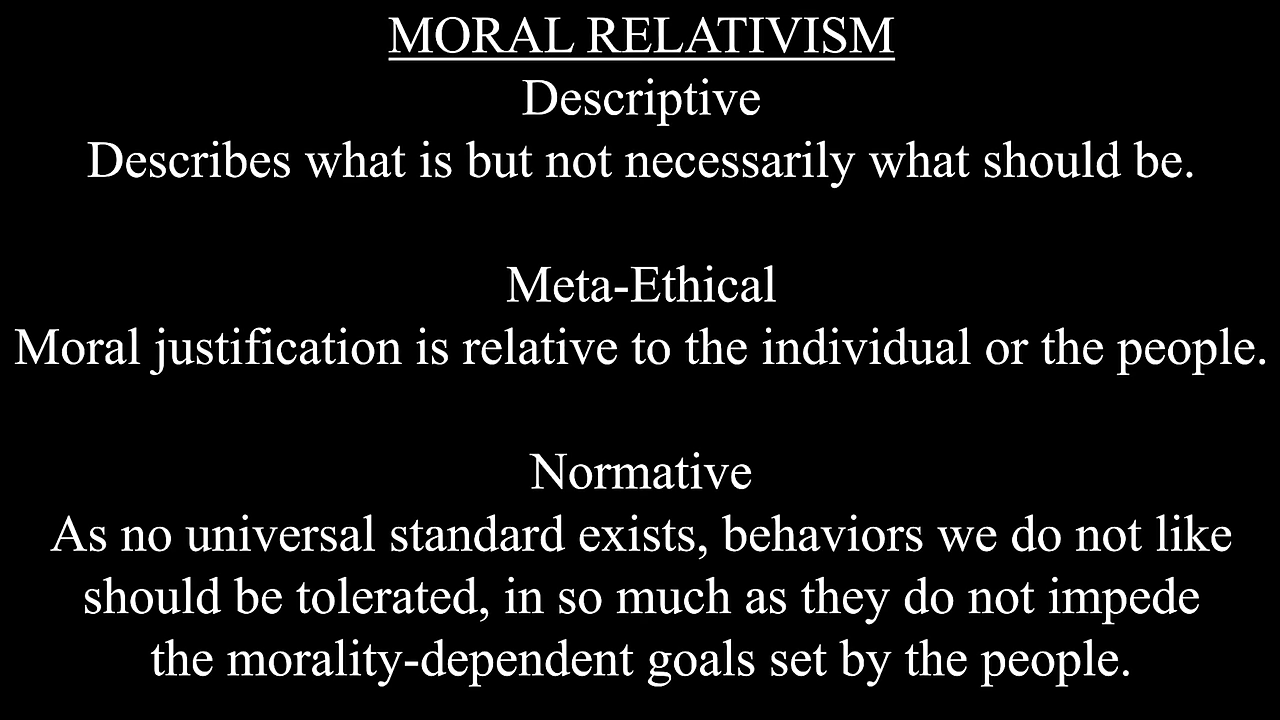 MORAL RELATIVISM
Descriptive
Describes what is but not necessarily what should be.
Meta-Ethical
Moral justification is relative to the individual or the people.
Normative
As no universal standard exists, behaviors we do not like
should be tolerated, in so much as they do not impede
the morality-dependent goals set by the people.